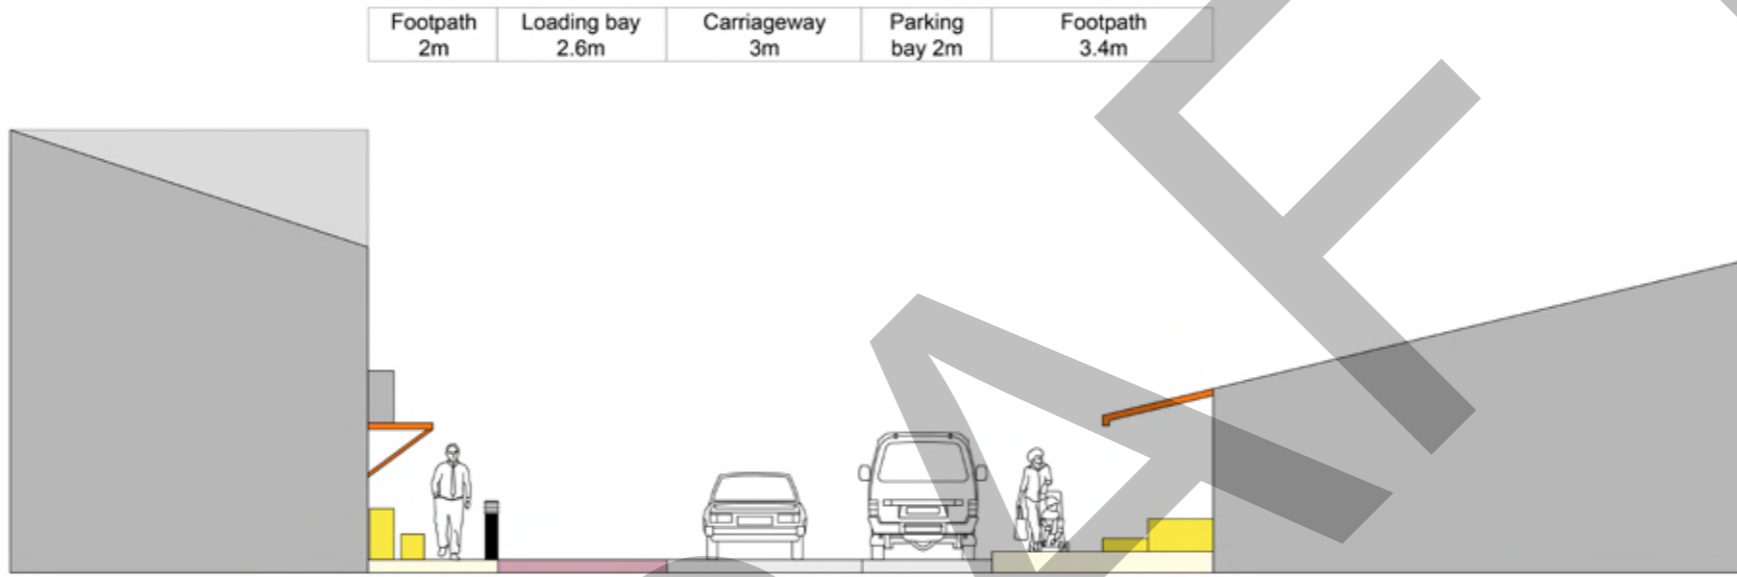 Footpath
2m
Loading bay
2.6m
Carriageway
3m
Parking
bay 2m
Footpath
3.4m